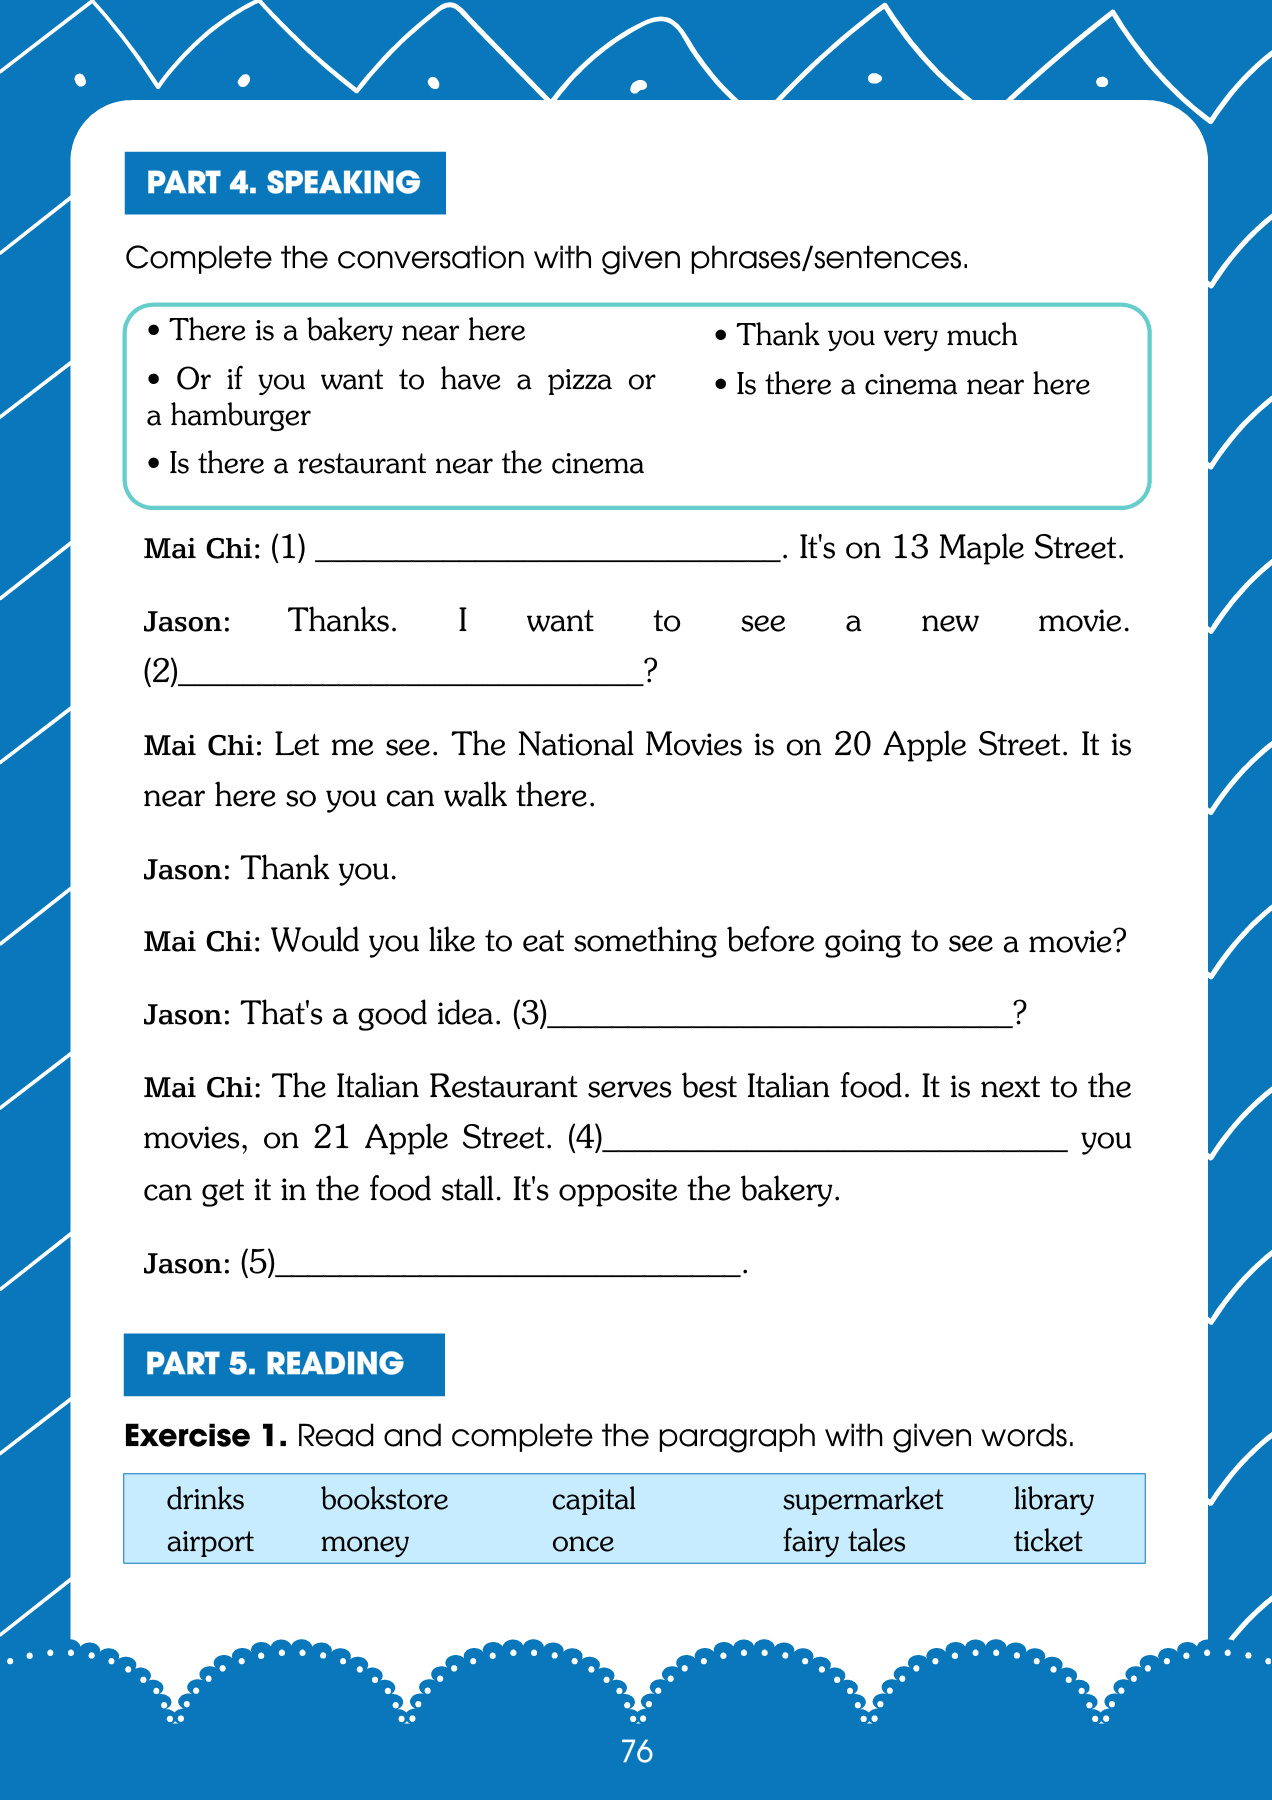 PART 4. SPEAKING
Complete the conversation with given phrases/sentences.
• There is a bakery near here
• Or if you want to have a pizza or
a hamburger
• Is there a restaurant near the cinema
• Thank you very much
• Is there a cinema near here
Mai Chi: (1) ____________________________. It's on 13 Maple Street.
Jason: Thanks. I want to see a new movie.
(2)____________________________?
Mai Chi: Let me see. The National Movies is on 20 Apple Street. It is
near here so you can walk there.
Jason: Thank you.
Mai Chi: Would you like to eat something before going to see a movie?
Jason: That's a good idea. (3)____________________________?
Mai Chi: The Italian Restaurant serves best Italian food. It is next to the
movies, on 21 Apple Street. (4)____________________________ you
can get it in the food stall. It's opposite the bakery.
Jason: (5)____________________________.
PART 5. READING
Exercise 1. Read and complete the paragraph with given words.
drinks bookstore capital supermarket library
airport money once fairy tales ticket
76